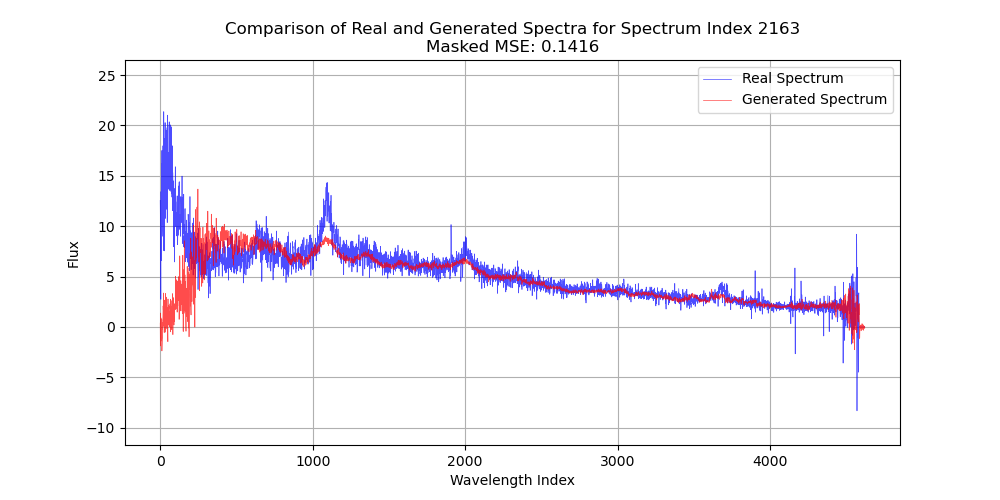 Comparison of Real and Generated Spectra for Spectrum Index 2163
Masked MSE: 0.1416
Real Spectrum
Generated Spectrum
25
20
15
10
5
0
−5
−10
Flux
0 1000 2000 3000 4000
Wavelength Index